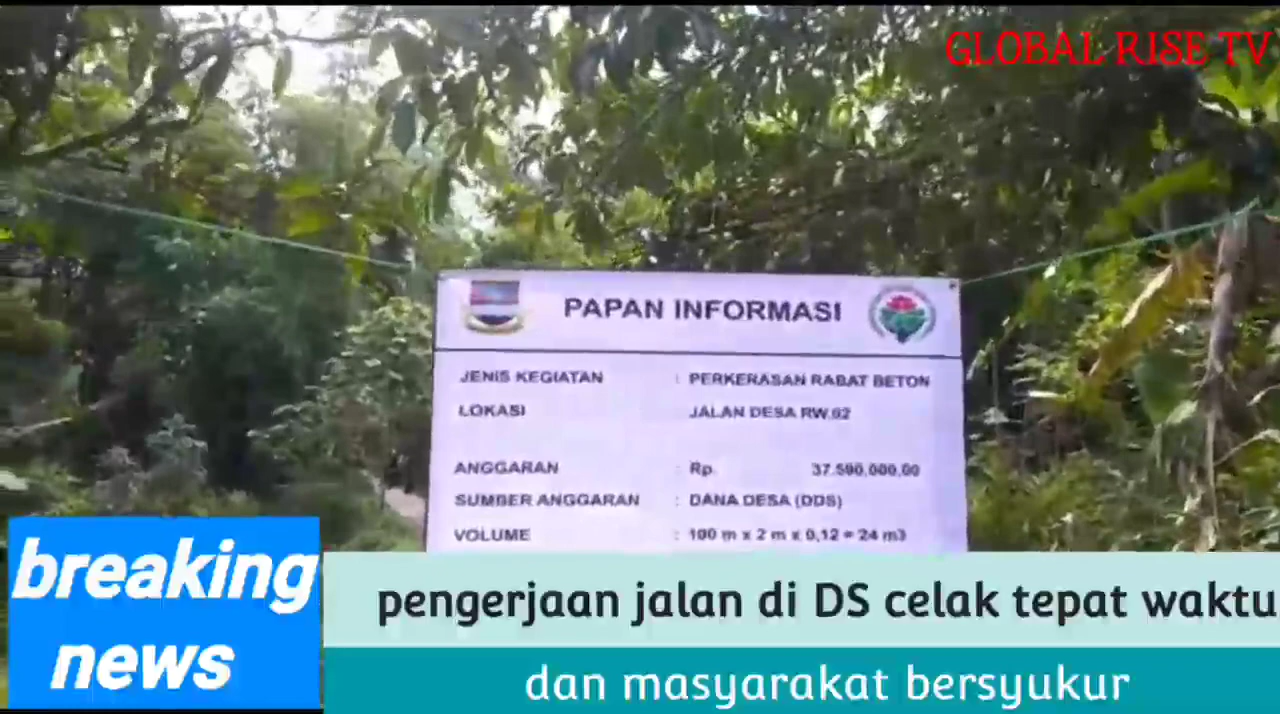 GLOBAL RISE TV
PAPAN INFORMASI
JENIS KEGIATAN : PERKERASAN RABAT BETON
LOKASI JALAN DESA RW.02
ANGGARAN : Rp. 37.590.000,00
SUMBER ANGGARAN : DANA DESA (DDS)
VOLUME : 100 m x 2 m x 0,12 = 24 m3
breaking
news
pengerjaan jalan di DS celak tepat waktu
dan masyarakat bersyukur